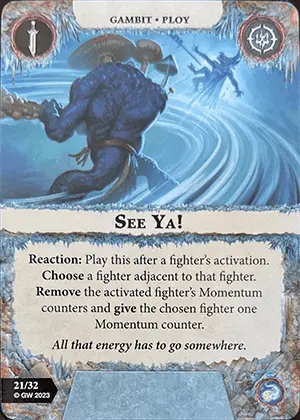 GAMBIT • PLOY
SEE YA!
Reaction: Play this after a fighter's activation.
Choose a fighter adjacent to that fighter.
Remove the activated fighter's Momentum
counters and give the chosen fighter one
Momentum counter.
All that energy has to go somewhere.
21/32
© GW 2023